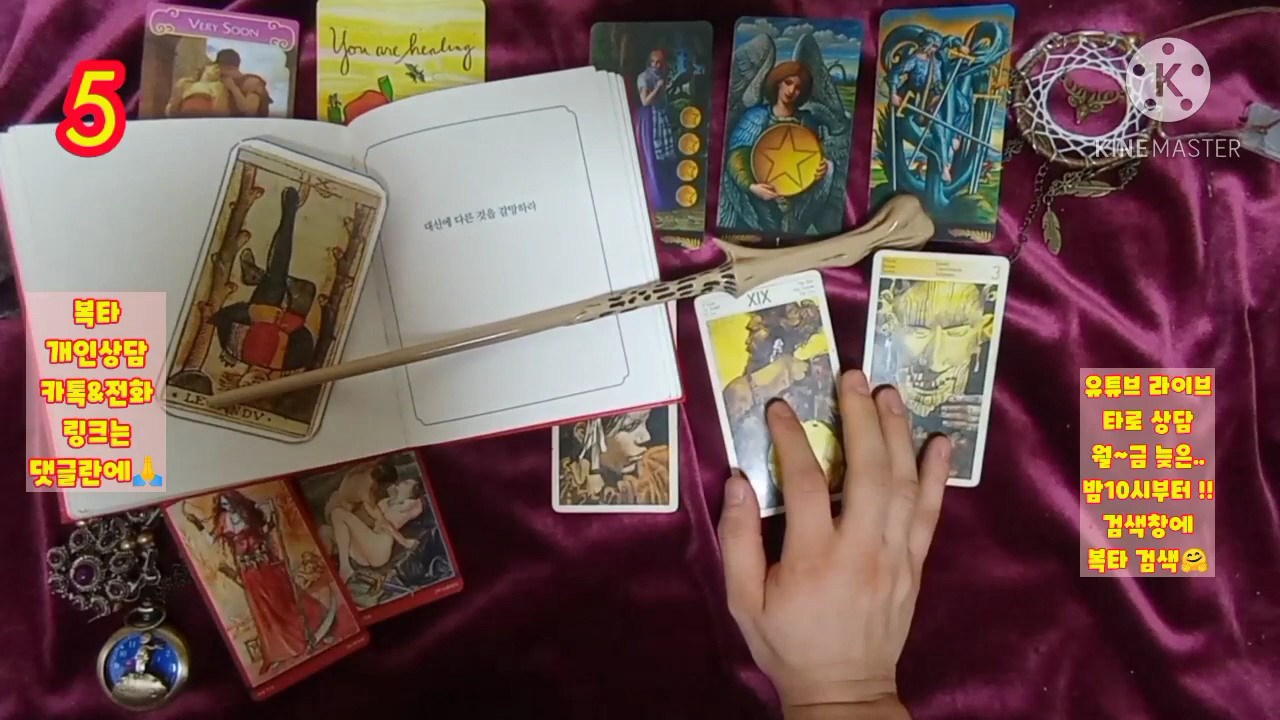 VERY SOON
You are healing
5
K
KINEMASTER
대신에 다른 것을 갈망하라
XIX
3
복타
개인상담
카톡&전화
링크는
댓글란에🙏
유튜브 라이브
타로 상담
월~금 늦은..
밤10시부터 !!
검색창에
복타 검색🤗